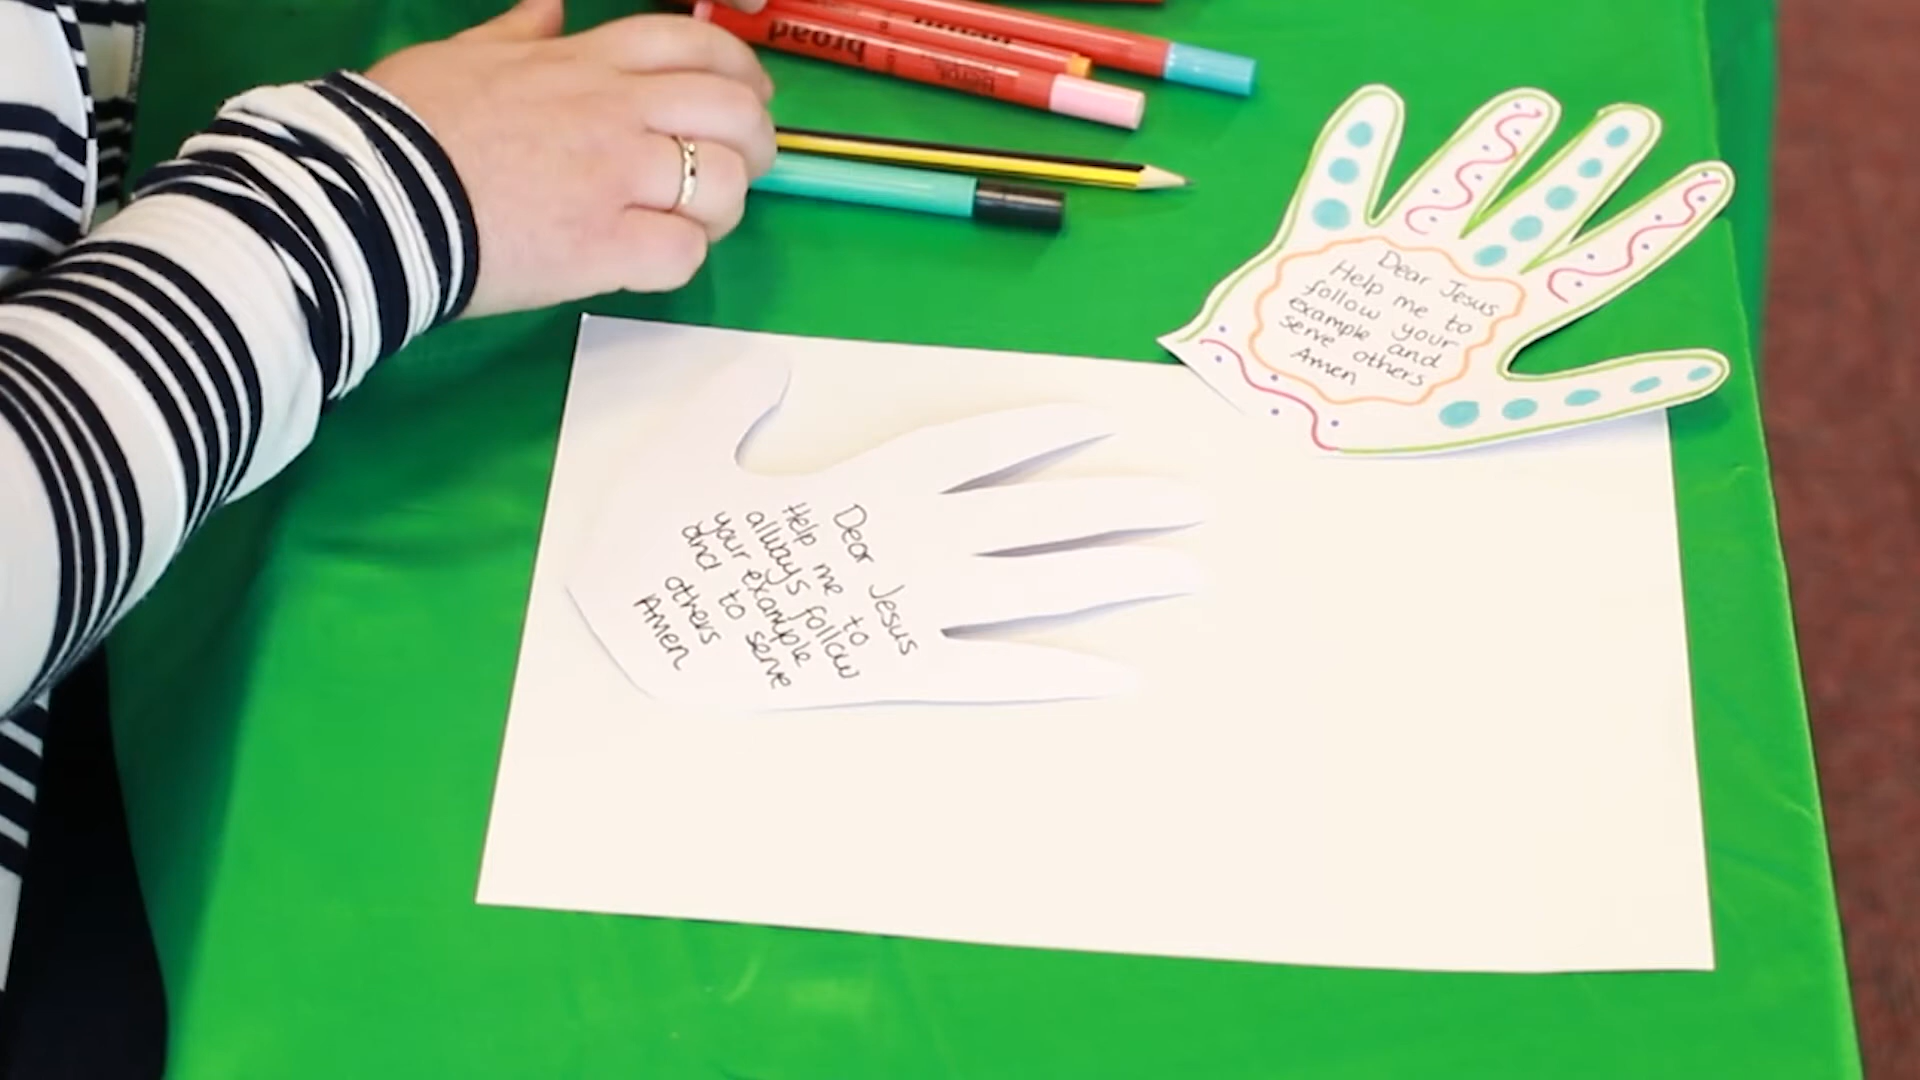 broad
Dear Jesus
Help me to
follow your
example and
serve others
Amen
Dear Jesus
Help me to
allways follow
your example
and to serve
others
Amen